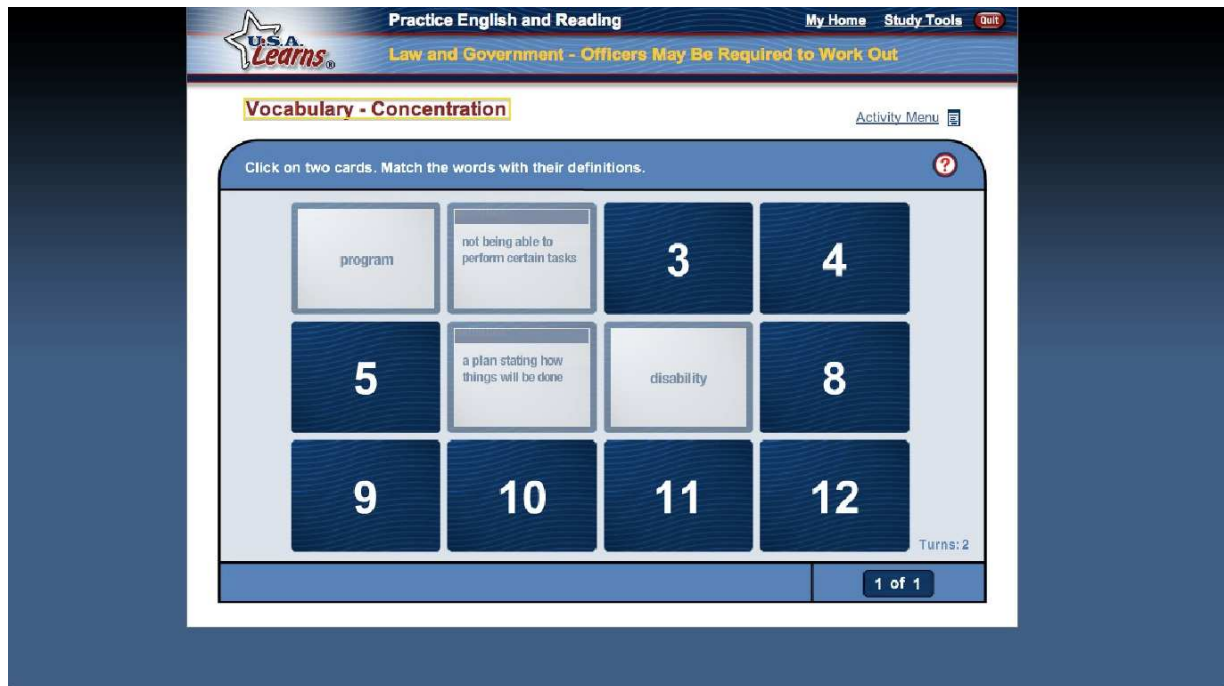 Practice English and Reading
My Home Study Tools Quit
U.S.A.
Learns®
Law and Government - Officers May Be Required to Work Out
Vocabulary - Concentration
Activity Menu
Click on two cards. Match the words with their definitions.
?
program
not being able to
perform certain tasks
3
4
5
a plan stating how
things will be done
disability
8
9
10
11
12
Turns: 2
1 of 1